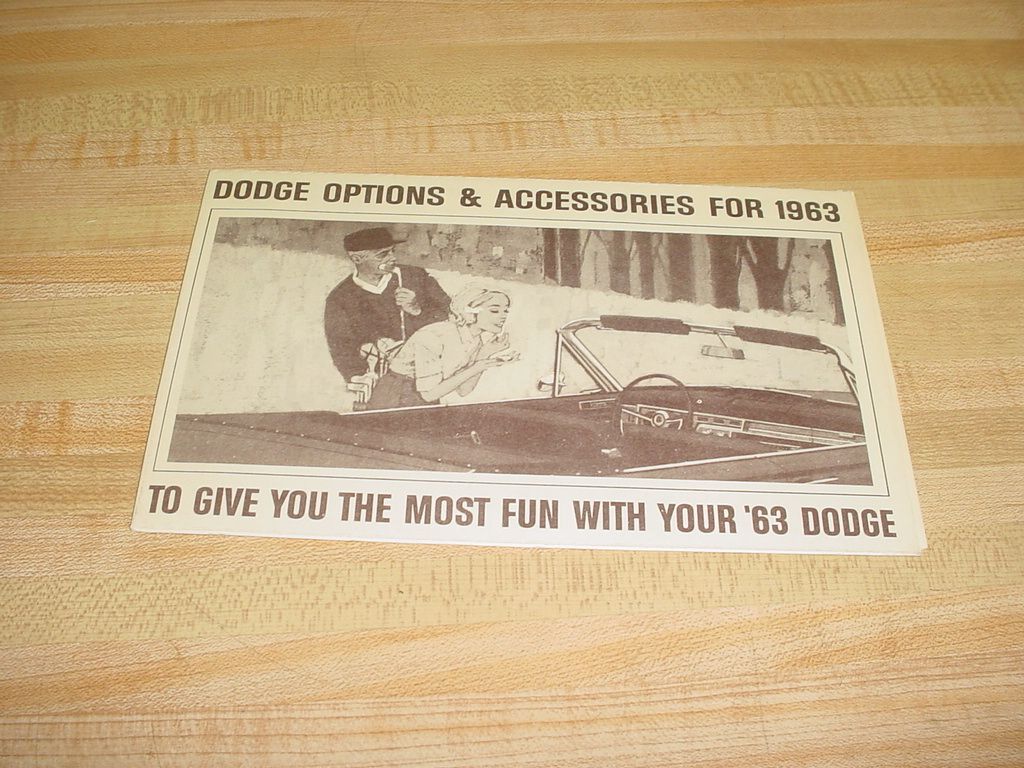 DODGE OPTIONS & ACCESSORIES FOR 1963
TO GIVE YOU THE MOST FUN WITH YOUR '63 DODGE